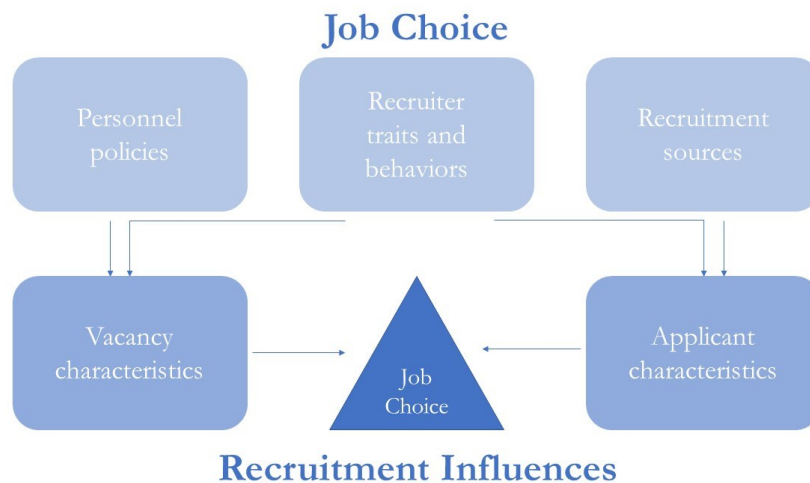 Job Choice
Personnel
policies
Recruiter
traits and
behaviors
Recruitment
sources
Vacancy
characteristics
Job
Choice
Applicant
characteristics
Recruitment Influences